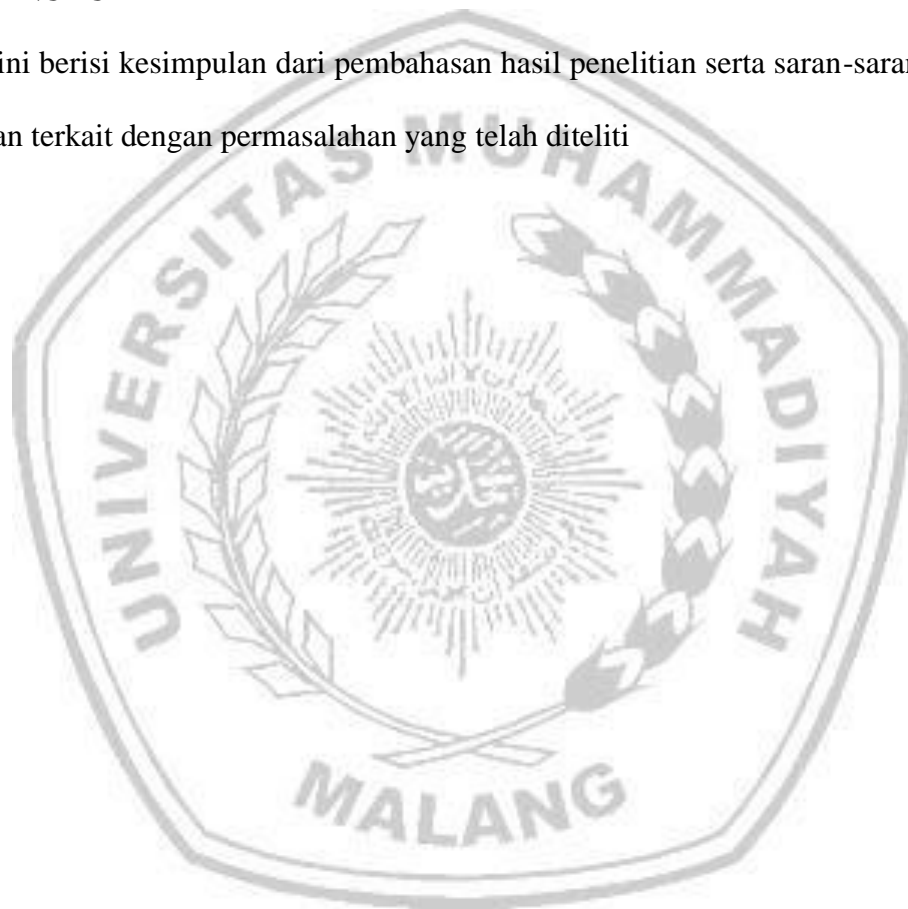 ini berisi kesimpulan dari pembahasan hasil penelitian serta saran-saran
an terkait dengan permasalahan yang telah diteliti
UNIVERSITAS MUHAMMADIYAH
MALANG